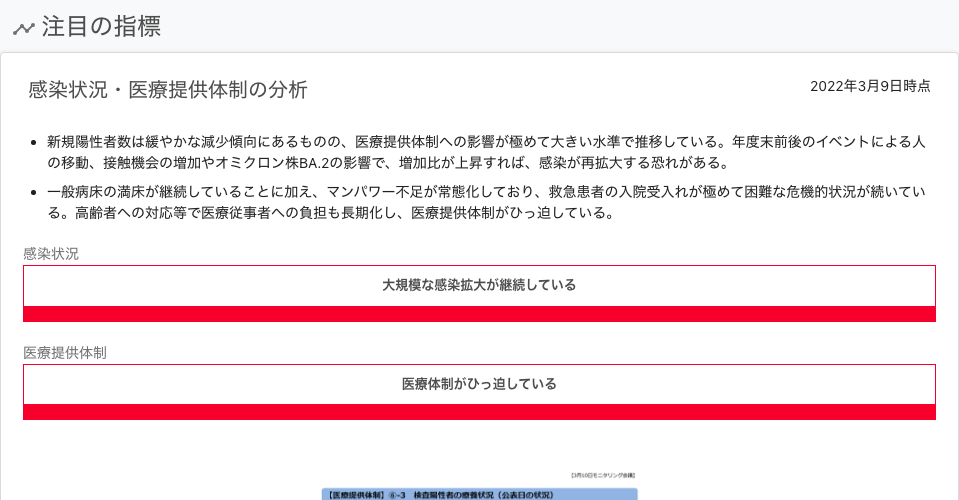 注目の指標
感染状況・医療提供体制の分析
2022年3月9日時点
新規陽性者数は緩やかな減少傾向にあるものの、医療提供体制への影響が極めて大きい水準で推移している。年度末前後のイベントによる人
の移動、接触機会の増加やオミクロン株BA.2の影響で、増加比が上昇すれば、感染が再拡大する恐れがある。
一般病床の満床が継続していることに加え、マンパワー不足が常態化しており、救急患者の入院受入れが極めて困難な危機的状況が続いてい
る。高齢者への対応等で医療従事者への負担も長期化し、医療提供体制がひっ迫している。
感染状況
大規模な感染拡大が継続している
医療提供体制
医療体制がひっ迫している
【3月10日モニタリング会議】
【医療提供体制】⑥-3 検査陽性者の療養状況（公表日の状況）